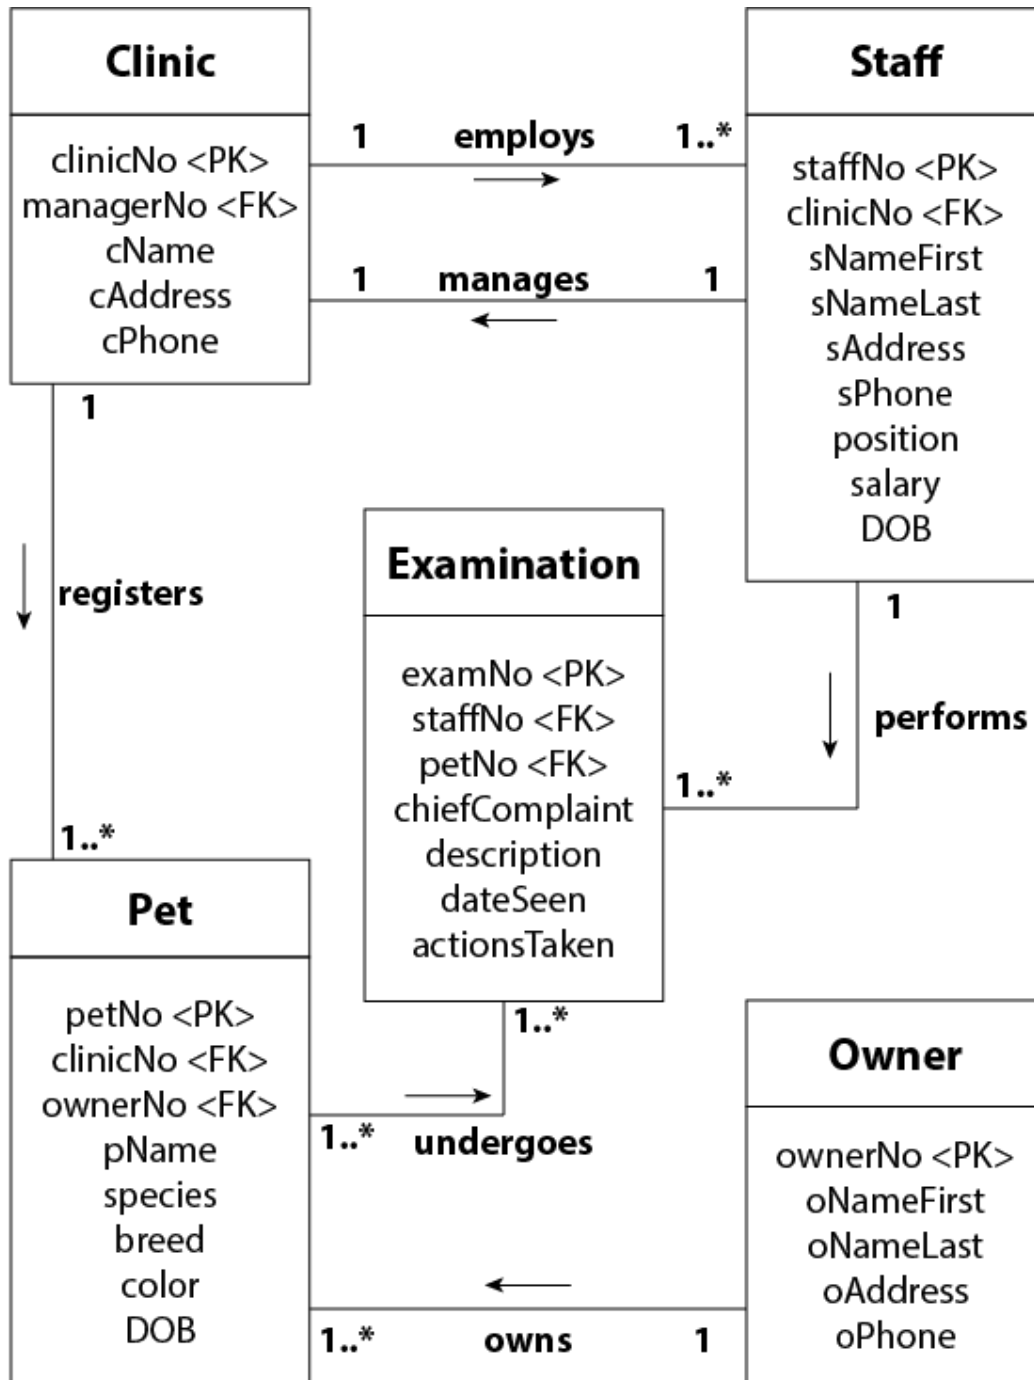 Clinic
clinicNo <PK>
managerNo <FK>
cName
cAddress
cPhone
1 employs 1..*
1 manages 1
Staff
staffNo <PK>
clinicNo <FK>
sNameFirst
sNameLast
sAddress
sPhone
position
salary
DOB
1
registers
1..*
Examination
examNo <PK>
staffNo <FK>
petNo <FK>
chiefComplaint
description
dateSeen
actionsTaken
1
performs
1..*
Pet
petNo <PK>
clinicNo <FK>
ownerNo <FK>
pName
species
breed
color
DOB
1..*
1..* undergoes
Owner
ownerNo <PK>
oNameFirst
oNameLast
oAddress
oPhone
1..* owns 1